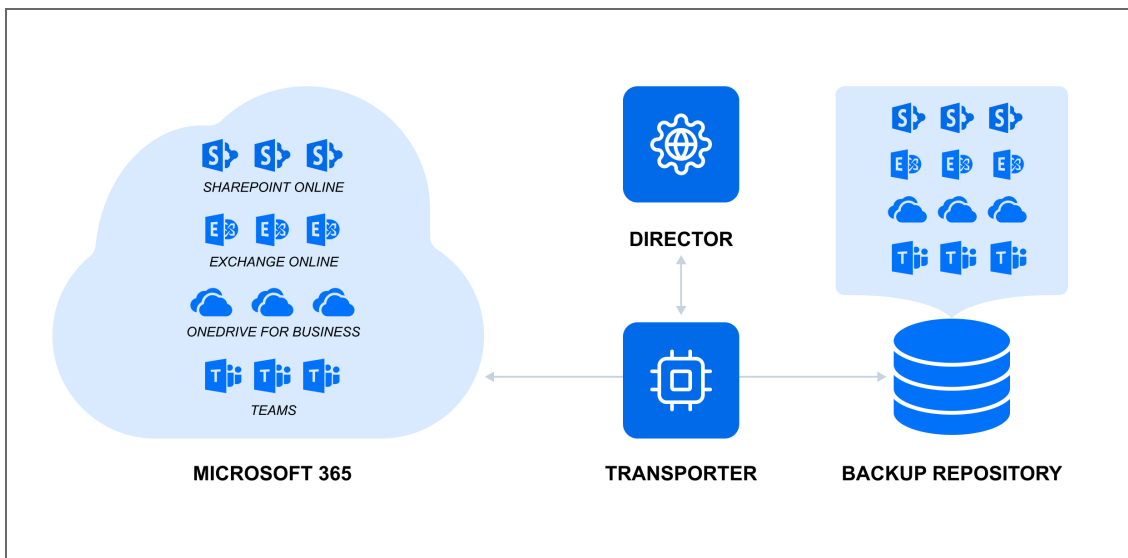 S S S
SHAREPOINT ONLINE
E E E
EXCHANGE ONLINE
ONEDRIVE FOR BUSINESS
T T T
TEAMS
MICROSOFT 365
DIRECTOR
TRANSPORTER
S S S
E E E
T T T
BACKUP REPOSITORY